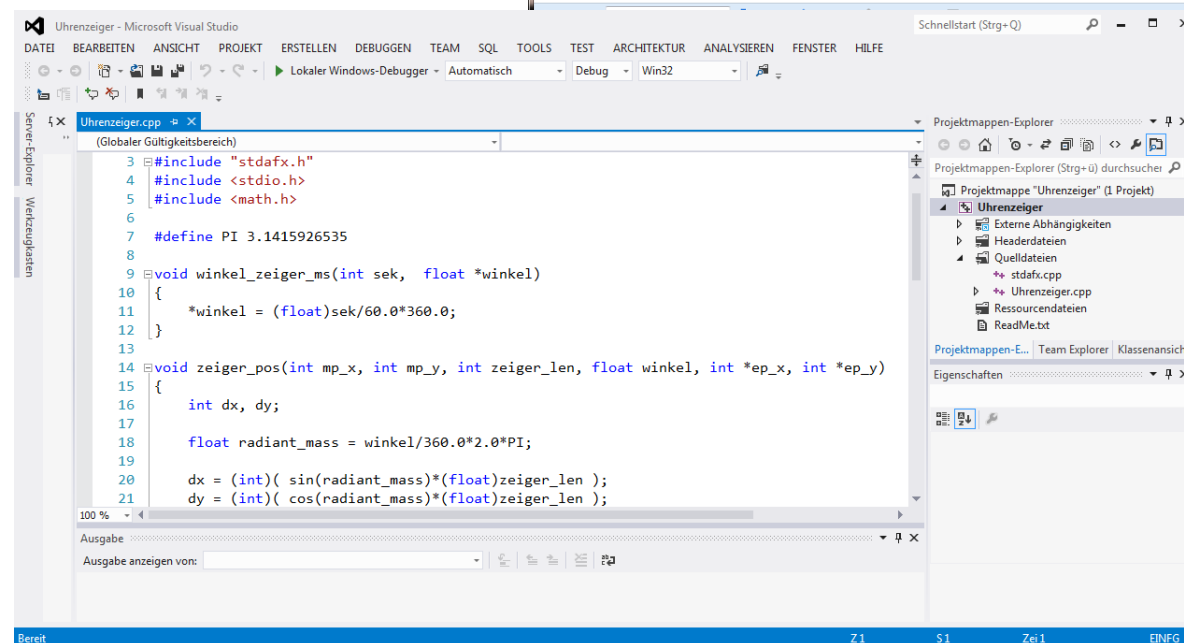 Uhrenzeiger - Microsoft Visual Studio
Schnellstart (Strg+Q)
DATEI BEARBEITEN ANSICHT PROJEKT ERSTELLEN DEBUGGEN TEAM SQL TOOLS TEST ARCHITEKTUR ANALYSIEREN FENSTER HILFE
Lokaler Windows-Debugger Automatisch Debug Win32
Server-Explorer
Werkzeugkasten
Uhrenzeiger.cpp
(Globaler Gültigkeitsbereich)
3 #include "stdafx.h"
4 #include <stdio.h>
5 #include <math.h>
6
7 #define PI 3.1415926535
8
9 void winkel_zeiger_ms(int sek,  float *winkel)
10 {
11     *winkel = (float)sek/60.0*360.0;
12 }
13
14 void zeiger_pos(int mp_x, int mp_y, int zeiger_len, float winkel, int *ep_x, int *ep_y)
15 {
16     int dx, dy;
17
18     float radiant_mass = winkel/360.0*2.0*PI;
19
20     dx = (int)( sin(radiant_mass)*(float)zeiger_len );
21     dy = (int)( cos(radiant_mass)*(float)zeiger_len );
100 %
Ausgabe
Ausgabe anzeigen von:
Projektmappen-Explorer
Projektmappen-Explorer (Strg+ü) durchsuchen
Projektmappe "Uhrenzeiger" (1 Projekt)
Uhrenzeiger
Externe Abhängigkeiten
Headerdateien
Quelldateien
stdafx.cpp
Uhrenzeiger.cpp
Ressourcendateien
ReadMe.txt
Projektmappen-E... Team Explorer Klassenansich
Eigenschaften
Bereit Z 1 S 1 Zei 1 EINFG